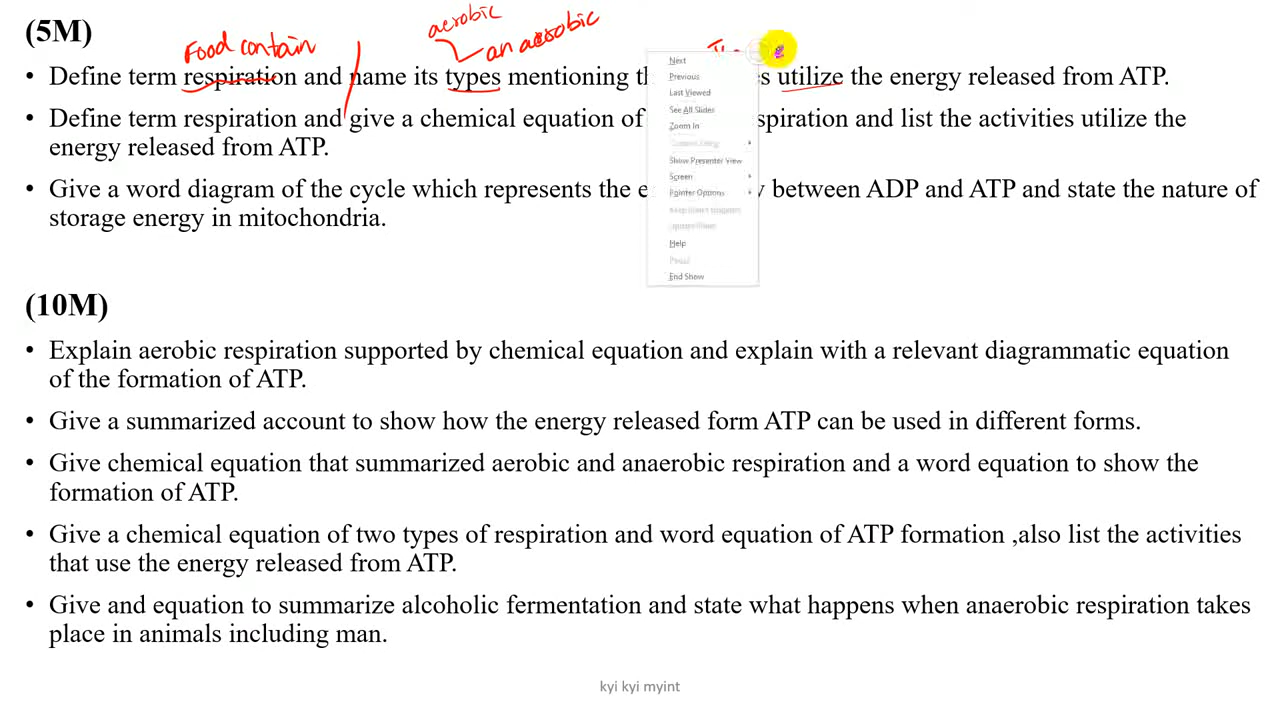 (5M)
Food contain
aerobic
an aerobic
• Define term respiration and name its types mentioning th s utilize the energy released from ATP.
• Define term respiration and give a chemical equation of spiration and list the activities utilize the
energy released from ATP.
• Give a word diagram of the cycle which represents the e y between ADP and ATP and state the nature of
storage energy in mitochondria.
Next
Previous
Last Viewed
See All Slides
Zoom In
Show Presenter View
Screen
Pointer Options
Help
Pause
End Show
(10M)
• Explain aerobic respiration supported by chemical equation and explain with a relevant diagrammatic equation
of the formation of ATP.
• Give a summarized account to show how the energy released form ATP can be used in different forms.
• Give chemical equation that summarized aerobic and anaerobic respiration and a word equation to show the
formation of ATP.
• Give a chemical equation of two types of respiration and word equation of ATP formation ,also list the activities
that use the energy released from ATP.
• Give and equation to summarize alcoholic fermentation and state what happens when anaerobic respiration takes
place in animals including man.
kyi kyi myint